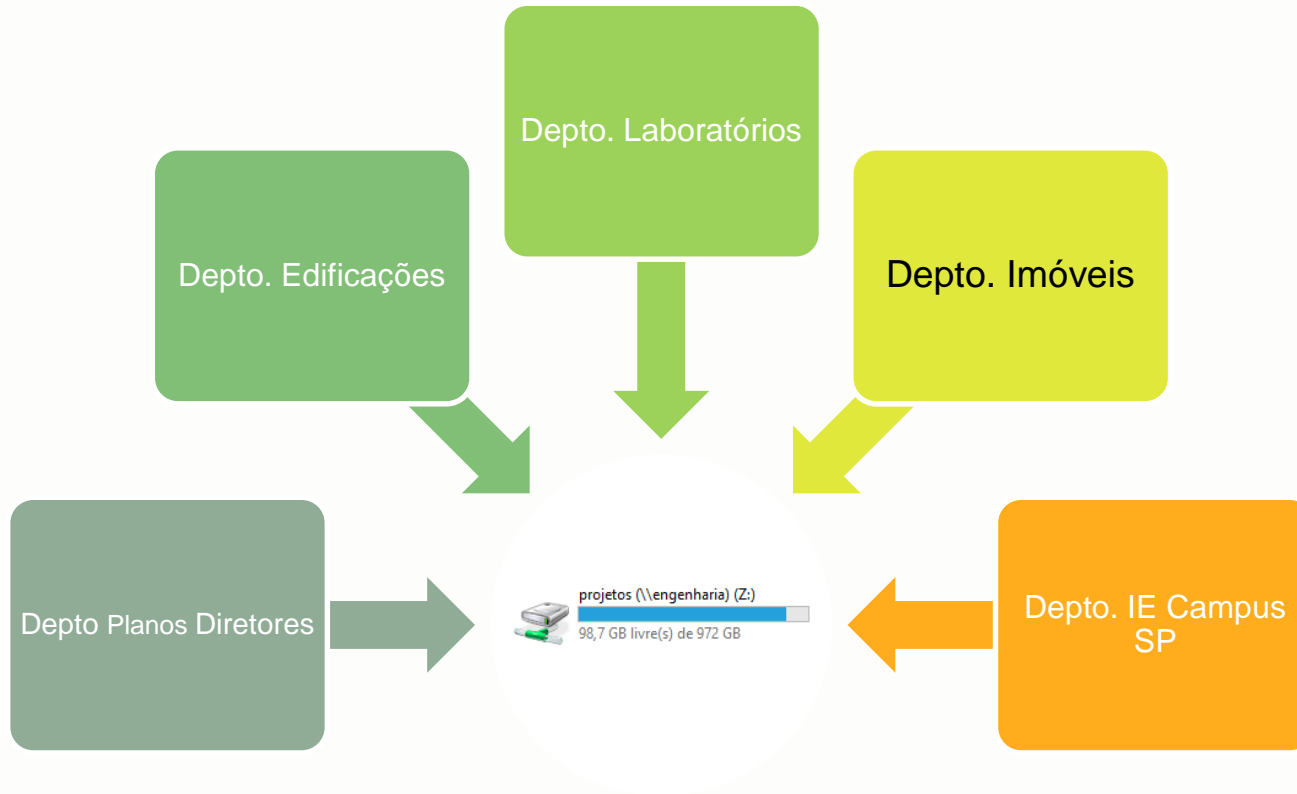 Depto. Laboratórios
Depto. Edificações
Depto. Imóveis
Depto Planos Diretores
projetos (\\engenharia) (Z:)
98,7 GB livre(s) de 972 GB
Depto. IE Campus
SP